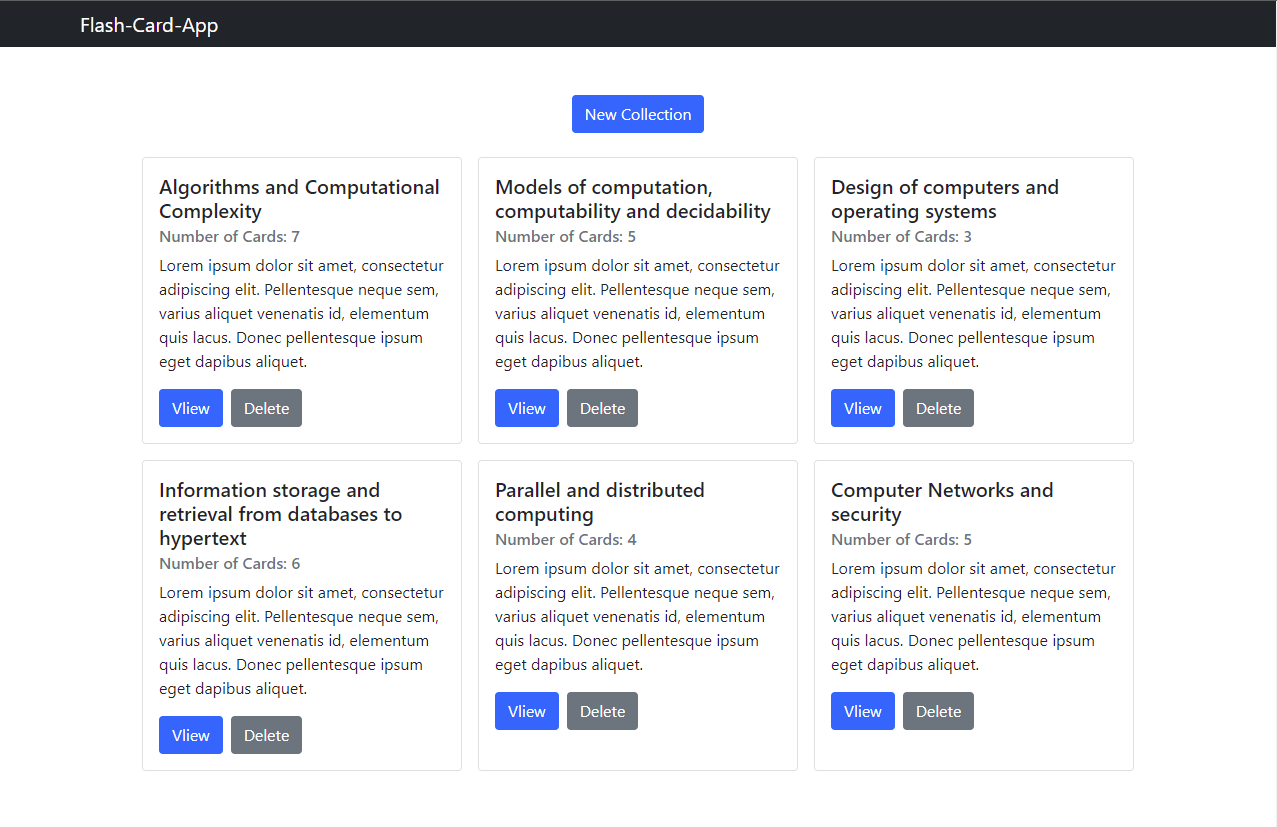 Flash-Card-App
New Collection
Algorithms and Computational
Complexity
Number of Cards: 7
Lorem ipsum dolor sit amet, consectetur
adipiscing elit. Pellentesque neque sem,
varius aliquet venenatis id, elementum
quis lacus. Donec pellentesque ipsum
eget dapibus aliquet.
VIiew Delete
Models of computation,
computability and decidability
Number of Cards: 5
Lorem ipsum dolor sit amet, consectetur
adipiscing elit. Pellentesque neque sem,
varius aliquet venenatis id, elementum
quis lacus. Donec pellentesque ipsum
eget dapibus aliquet.
VIiew Delete
Design of computers and
operating systems
Number of Cards: 3
Lorem ipsum dolor sit amet, consectetur
adipiscing elit. Pellentesque neque sem,
varius aliquet venenatis id, elementum
quis lacus. Donec pellentesque ipsum
eget dapibus aliquet.
VIiew Delete
Information storage and
retrieval from databases to
hypertext
Number of Cards: 6
Lorem ipsum dolor sit amet, consectetur
adipiscing elit. Pellentesque neque sem,
varius aliquet venenatis id, elementum
quis lacus. Donec pellentesque ipsum
eget dapibus aliquet.
VIiew Delete
Parallel and distributed
computing
Number of Cards: 4
Lorem ipsum dolor sit amet, consectetur
adipiscing elit. Pellentesque neque sem,
varius aliquet venenatis id, elementum
quis lacus. Donec pellentesque ipsum
eget dapibus aliquet.
VIiew Delete
Computer Networks and
security
Number of Cards: 5
Lorem ipsum dolor sit amet, consectetur
adipiscing elit. Pellentesque neque sem,
varius aliquet venenatis id, elementum
quis lacus. Donec pellentesque ipsum
eget dapibus aliquet.
VIiew Delete